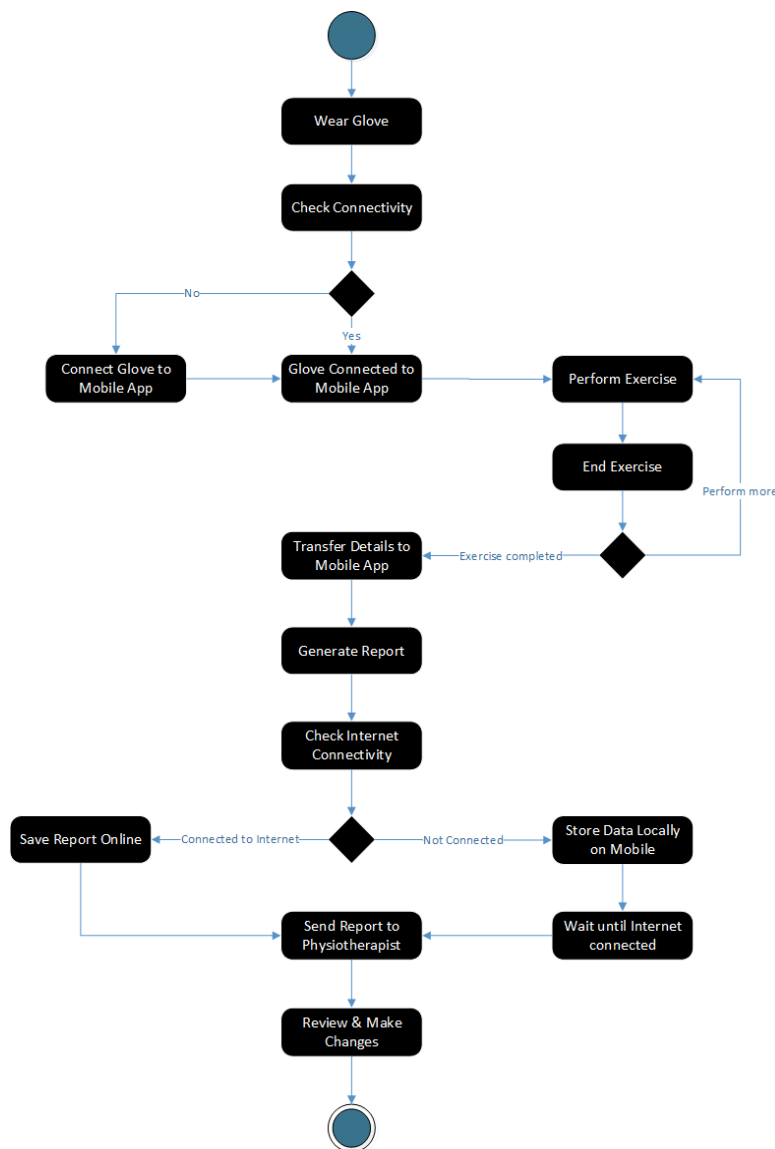 Wear Glove
Check Connectivity
No
Yes
Connect Glove to
Mobile App
Glove Connected to
Mobile App
Perform Exercise
End Exercise
Perform more
Transfer Details to
Mobile App
Exercise completed
Generate Report
Check Internet
Connectivity
Save Report Online
Connected to Internet
Not Connected
Store Data Locally
on Mobile
Send Report to
Physiotherapist
Wait until Internet
connected
Review & Make
Changes